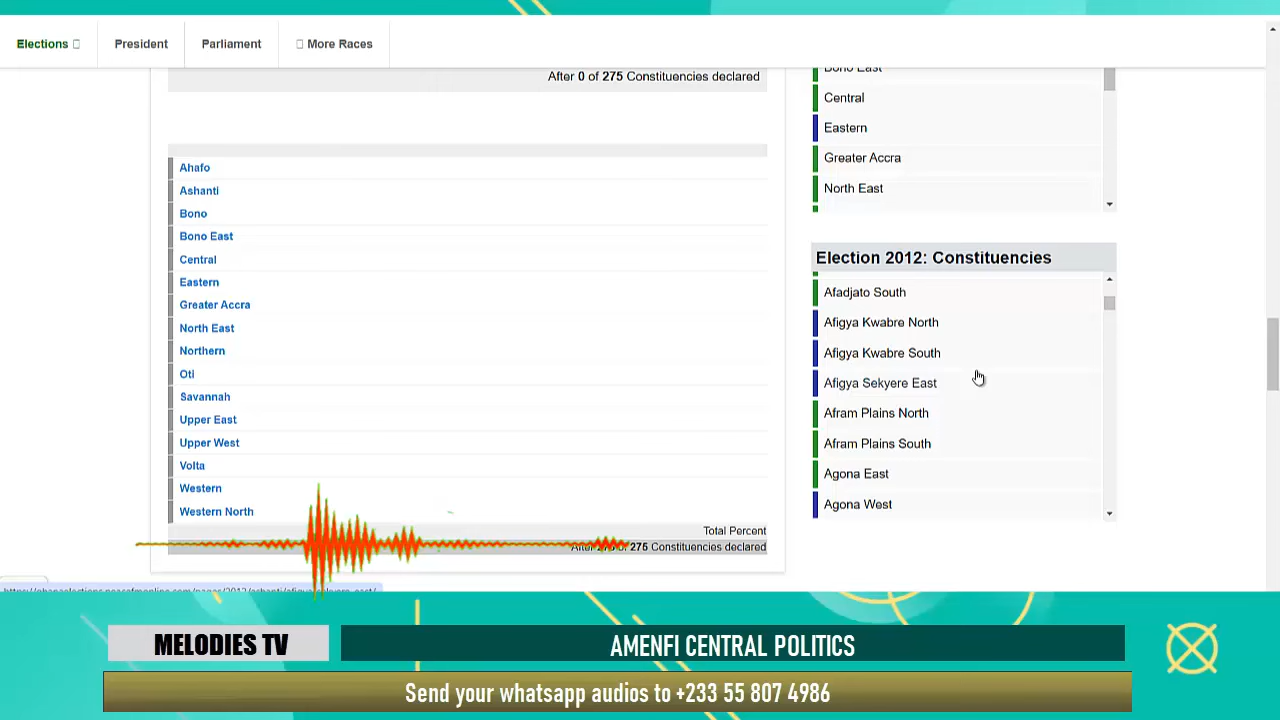 Elections
President
Parliament
More Races
After 0 of 275 Constituencies declared
Ahafo
Ashanti
Bono
Bono East
Central
Eastern
Greater Accra
North East
Northern
Oti
Savannah
Upper East
Upper West
Volta
Western
Western North
Total Percent
275 Constituencies declared
Bono East
Central
Eastern
Greater Accra
North East
Election 2012: Constituencies
Afadjato South
Afigya Kwabre North
Afigya Kwabre South
Afigya Sekyere East
Afram Plains North
Afram Plains South
Agona East
Agona West
MELODIES TV
AMENFI CENTRAL POLITICS
Send your whatsapp audios to +233 55 807 4986